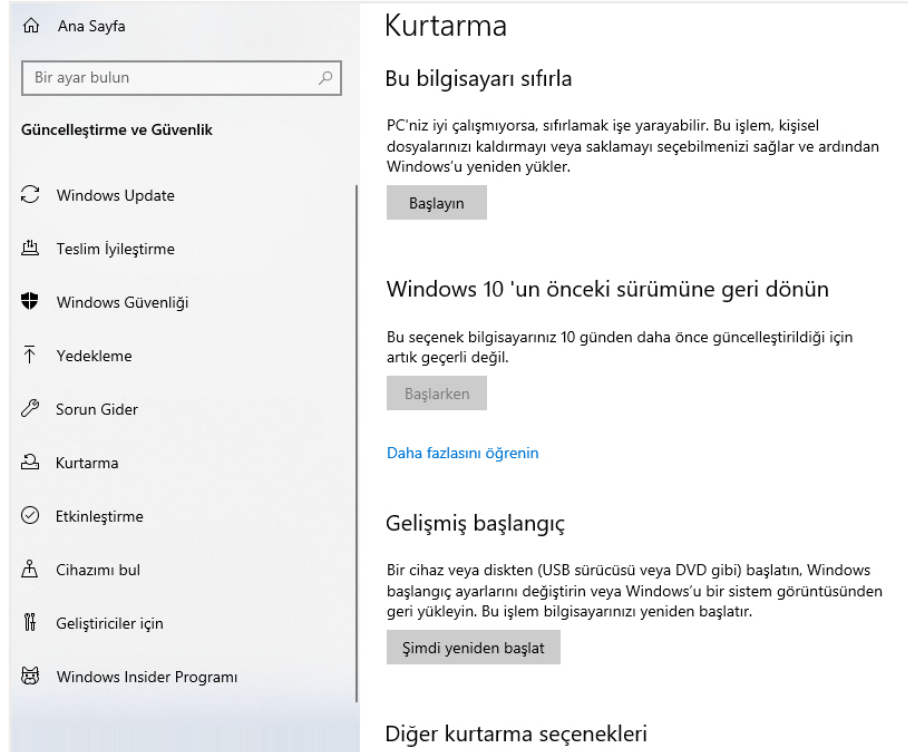 Ana Sayfa
Bir ayar bulun
Güncelleştirme ve Güvenlik
Windows Update
Teslim İyileştirme
Windows Güvenliği
Yedekleme
Sorun Gider
Kurtarma
Etkinleştirme
Cihazımı bul
Geliştiriciler için
Windows Insider Programı
Kurtarma
Bu bilgisayarı sıfırla
PC'niz iyi çalışmıyorsa, sıfırlamak işe yarayabilir. Bu işlem, kişisel
dosyalarınızı kaldırmayı veya saklamayı seçebilmenizi sağlar ve ardından
Windows'u yeniden yükler.
Başlayın
Windows 10 'un önceki sürümüne geri dönün
Bu seçenek bilgisayarınız 10 günden daha önce güncelleştirildiği için
artık geçerli değil.
Başlarken
Daha fazlasını öğrenin
Gelişmiş başlangıç
Bir cihaz veya diskten (USB sürücüsü veya DVD gibi) başlatın, Windows
başlangıç ayarlarını değiştirin veya Windows'u bir sistem görüntüsünden
geri yükleyin. Bu işlem bilgisayarınızı yeniden başlatır.
Şimdi yeniden başlat
Diğer kurtarma seçenekleri